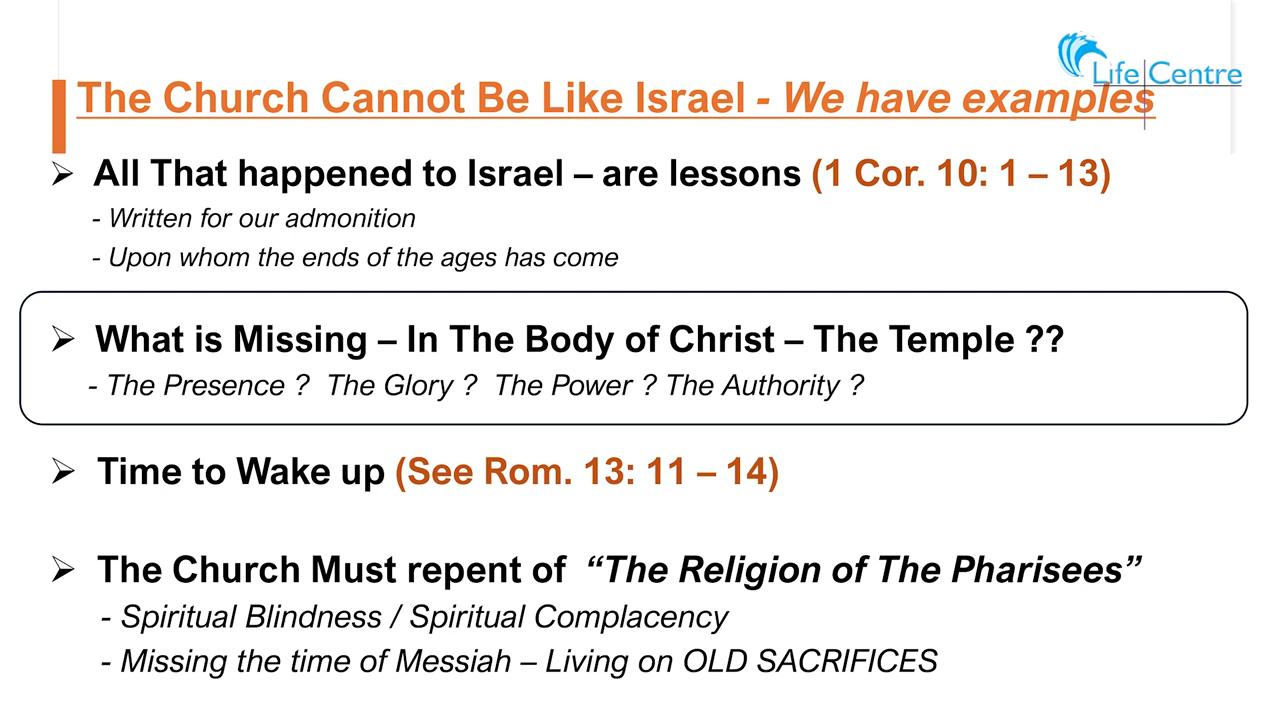 Life Centre
The Church Cannot Be Like Israel - We have examples
➢ All That happened to Israel – are lessons (1 Cor. 10: 1 – 13)
- Written for our admonition
- Upon whom the ends of the ages has come
➢ What is Missing – In The Body of Christ – The Temple ??
- The Presence ? The Glory ? The Power ? The Authority ?
➢ Time to Wake up (See Rom. 13: 11 – 14)
➢ The Church Must repent of “The Religion of The Pharisees”
- Spiritual Blindness / Spiritual Complacency
- Missing the time of Messiah – Living on OLD SACRIFICES